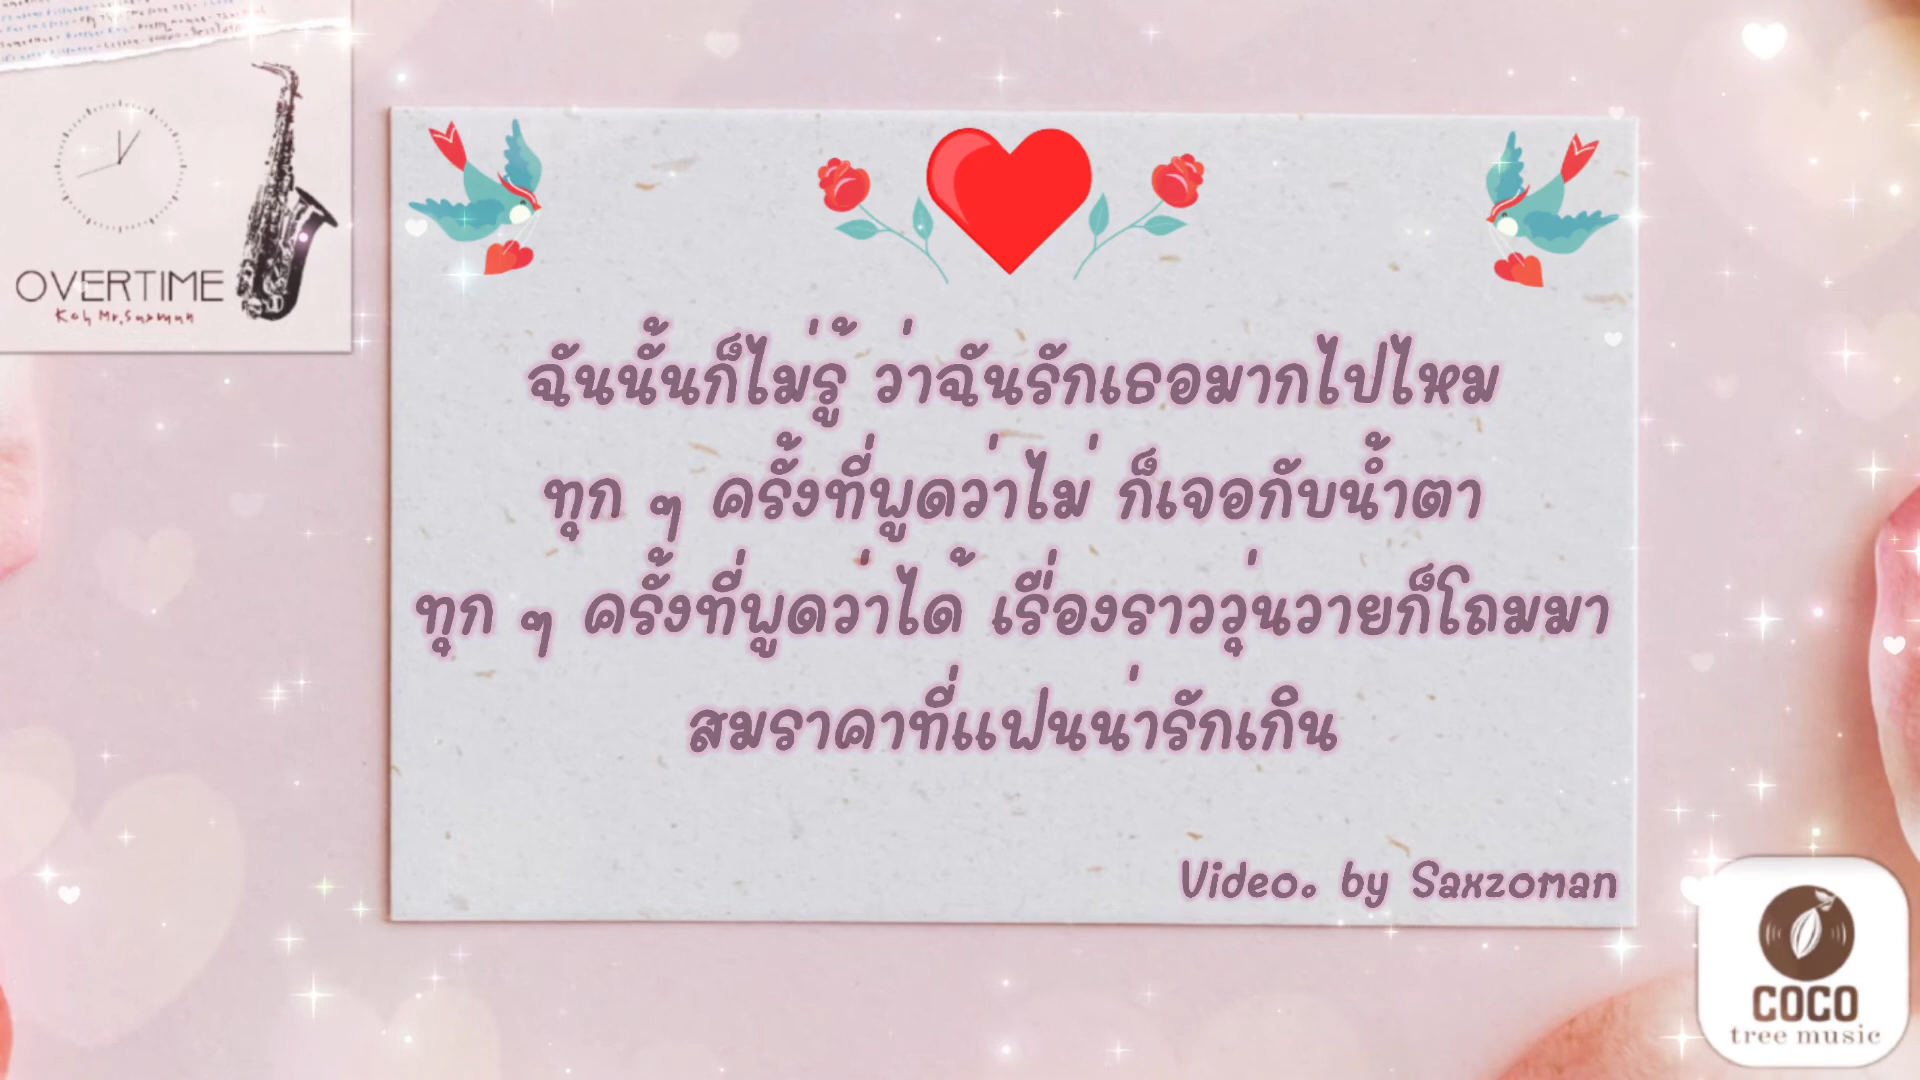 OVERTIME
Koh Mr.Saxman
ฉันนั้นก็ไม่รู้ ว่าฉันรักเธอมากไปไหม
ทุก ๆ ครั้งที่พูดว่าไม่ ก็เจอกับน้ำตา
ทุก ๆ ครั้งที่พูดว่าได้ เรื่องราววุ่นวายก็โถมมา
สมราคาที่แฟนน่ารักเกิน
Video. by Saxzoman
COCO
tree music